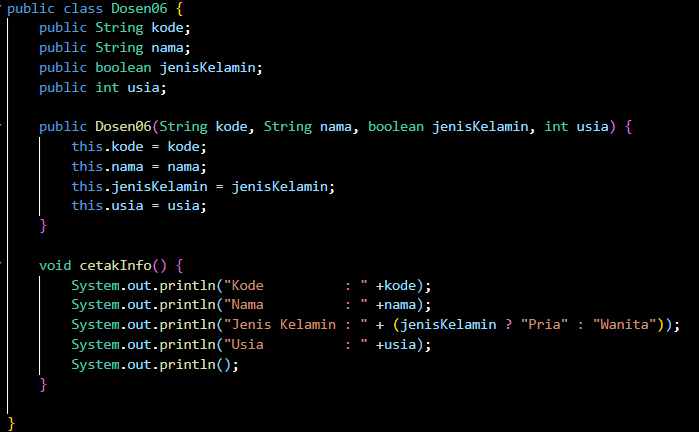 public class Dosen06 {
    public String kode;
    public String nama;
    public boolean jenisKelamin;
    public int usia;

    public Dosen06(String kode, String nama, boolean jenisKelamin, int usia) {
        this.kode = kode;
        this.nama = nama;
        this.jenisKelamin = jenisKelamin;
        this.usia = usia;
    }

    void cetakInfo() {
        System.out.println("Kode          : " +kode);
        System.out.println("Nama          : " +nama);
        System.out.println("Jenis Kelamin : " + (jenisKelamin ? "Pria" : "Wanita"));
        System.out.println("Usia          : " +usia);
        System.out.println();
    }

}